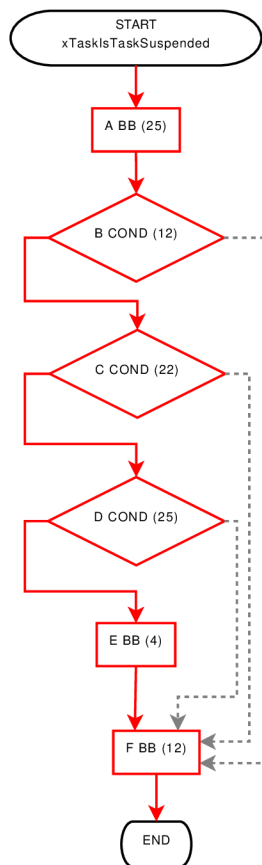 START
xTaskIsTaskSuspended
A BB (25)
B COND (12)
C COND (22)
D COND (25)
E BB (4)
F BB (12)
END